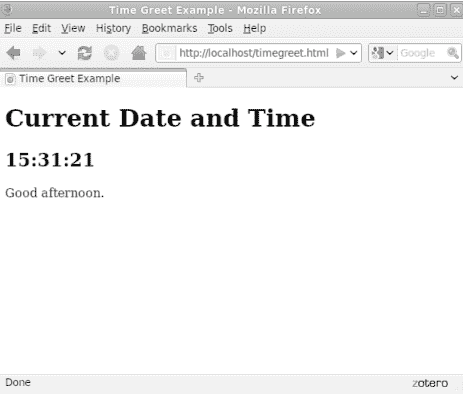 Time Greet Example - Mozilla Firefox
File Edit View History Bookmarks Tools Help
http://localhost/timegreet.html Google
Time Greet Example
Current Date and Time
15:31:21
Good afternoon.
Done zotero